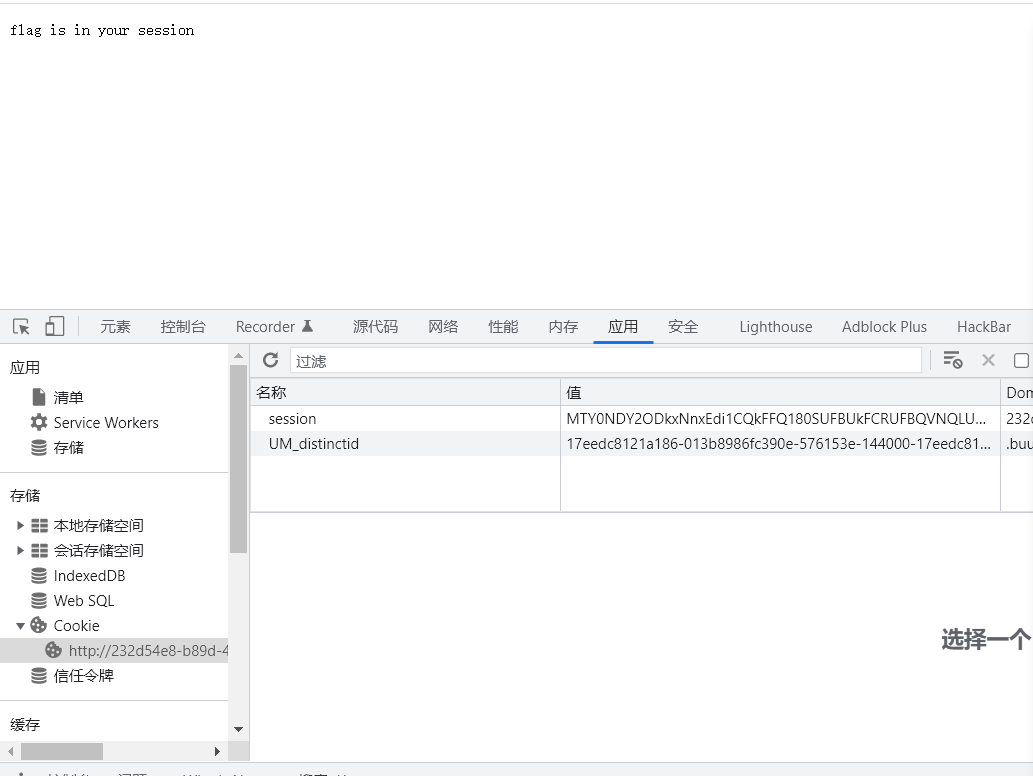 flag is in your session
元素 控制台 Recorder 源代码 网络 性能 内存 应用 安全 Lighthouse Adblock Plus HackBar
应用
过滤
清单
Service Workers
存储
名称 值 Dom
session MTY0NDY2ODkxNnxEdi1CQkFFQ180SUFBUkFCRUFBQVNQLU... 232d
UM_distinctid 17eedc8121a186-013b8986fc390e-576153e-144000-17eedc81... .buu
存储
本地存储空间
会话存储空间
IndexedDB
Web SQL
Cookie
http://232d54e8-b89d-4
信任令牌
选择一个
缓存